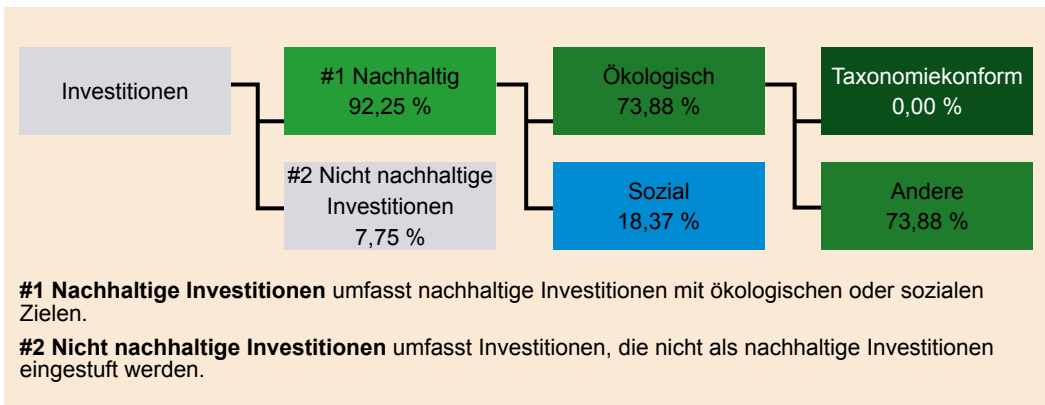 Investitionen
#1 Nachhaltig
92,25 %
Ökologisch
73,88 %
Taxonomiekonform
0,00 %
#2 Nicht nachhaltige
Investitionen
7,75 %
Sozial
18,37 %
Andere
73,88 %
#1 Nachhaltige Investitionen umfasst nachhaltige Investitionen mit ökologischen oder sozialen
Zielen.
#2 Nicht nachhaltige Investitionen umfasst Investitionen, die nicht als nachhaltige Investitionen
eingestuft werden.